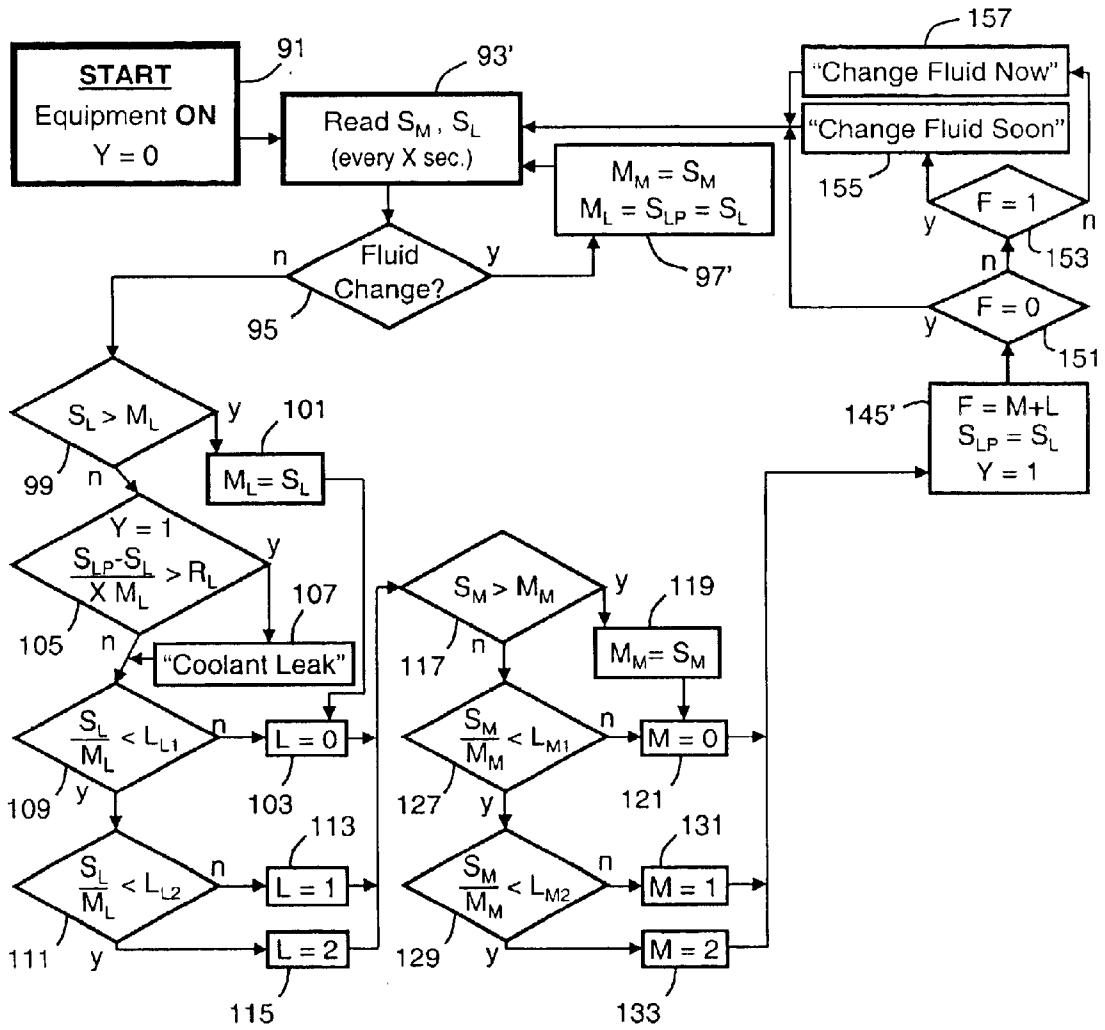 91
START
Equipment ON
Y = 0
93'
Read S_M , S_L
(every X sec.)
157
“Change Fluid Now”
“Change Fluid Soon”
155
M_M = S_M
M_L = S_LP = S_L
97'
F = 1
y
n
153
n
F = 0
y
151
n
Fluid
Change?
y
95
145'
F = M+L
S_LP = S_L
Y = 1
S_L > M_L
y
99
n
101
M_L = S_L
Y = 1
S_LP-S_L
X M_L
> R_L
y
105
n
107
“Coolant Leak”
S_L
M_L
< L_L1
n
109
y
L = 0
103
S_L
M_L
< L_L2
n
111
y
113
L = 1
L = 2
115
S_M > M_M
y
117
n
119
M_M = S_M
S_M
M_M
< L_M1
n
127
y
M = 0
121
S_M
M_M
< L_M2
n
129
y
131
M = 1
M = 2
133